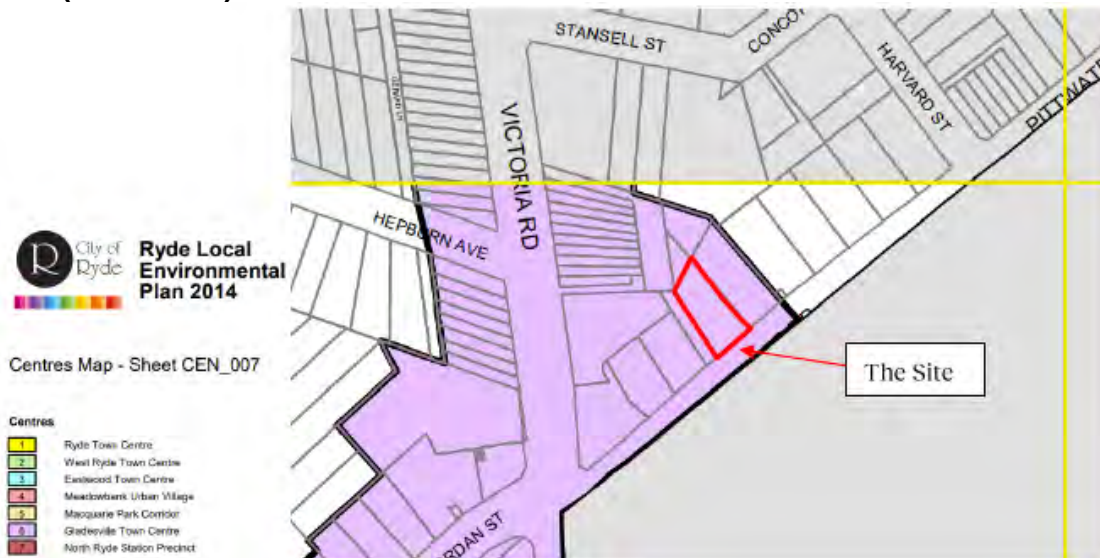 STANSELL ST
CONCO
HARVARD ST
PITTWATE
VICTORIA RD
HEPBURN AVE
City of
Ryde
Ryde Local
Environmental
Plan 2014
Centres Map - Sheet CEN_007
The Site
Centres
1 Ryde Town Centre
2 West Ryde Town Centre
3 Eastwood Town Centre
4 Meadowbank Urban Village
5 Macquarie Park Corridor
6 Gladesville Town Centre
7 North Ryde Station Precinct
RDAN ST